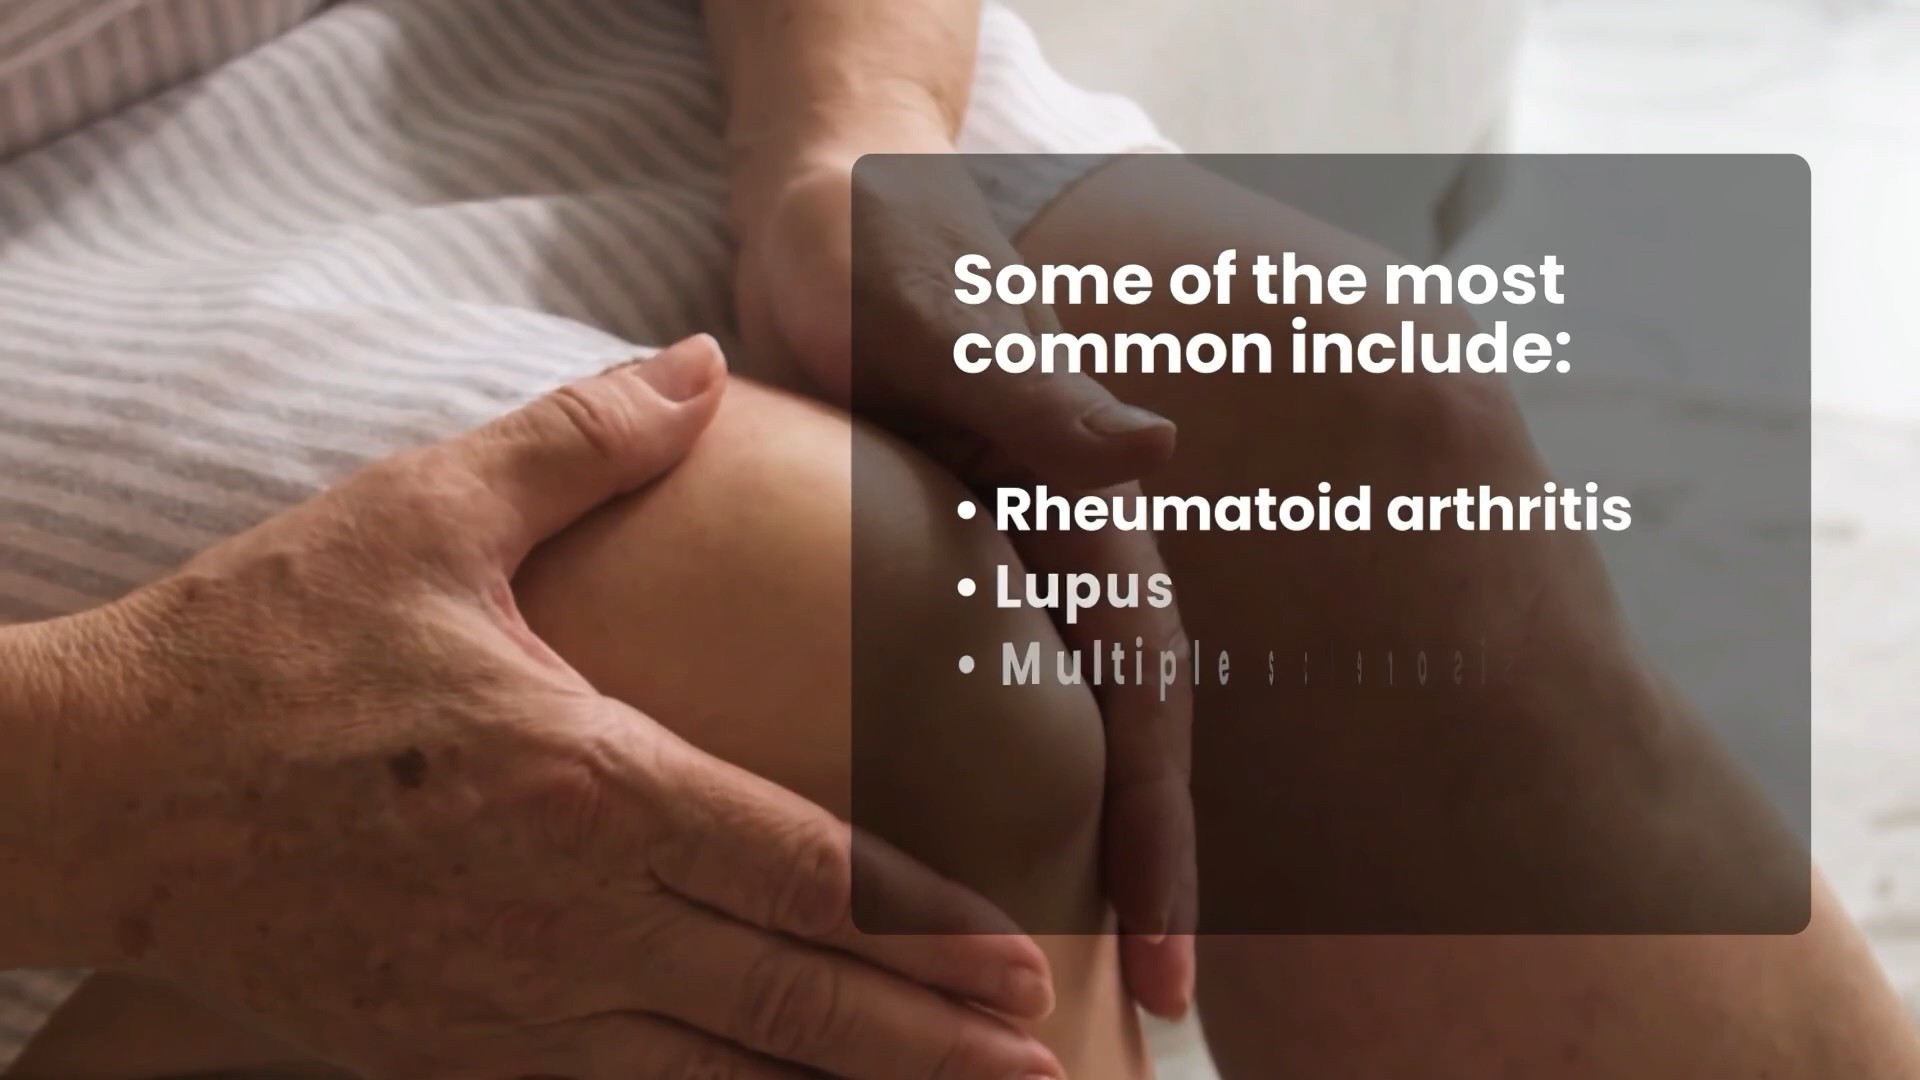 Some of the most
common include:
• Rheumatoid arthritis
• Lupus
• Multiple